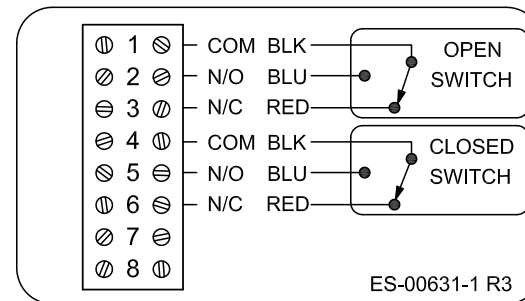 1 COM BLK OPEN
2 N/O BLU SWITCH
3 N/C RED
4 COM BLK CLOSED
5 N/O BLU SWITCH
6 N/C RED
7
8
ES-00631-1 R3